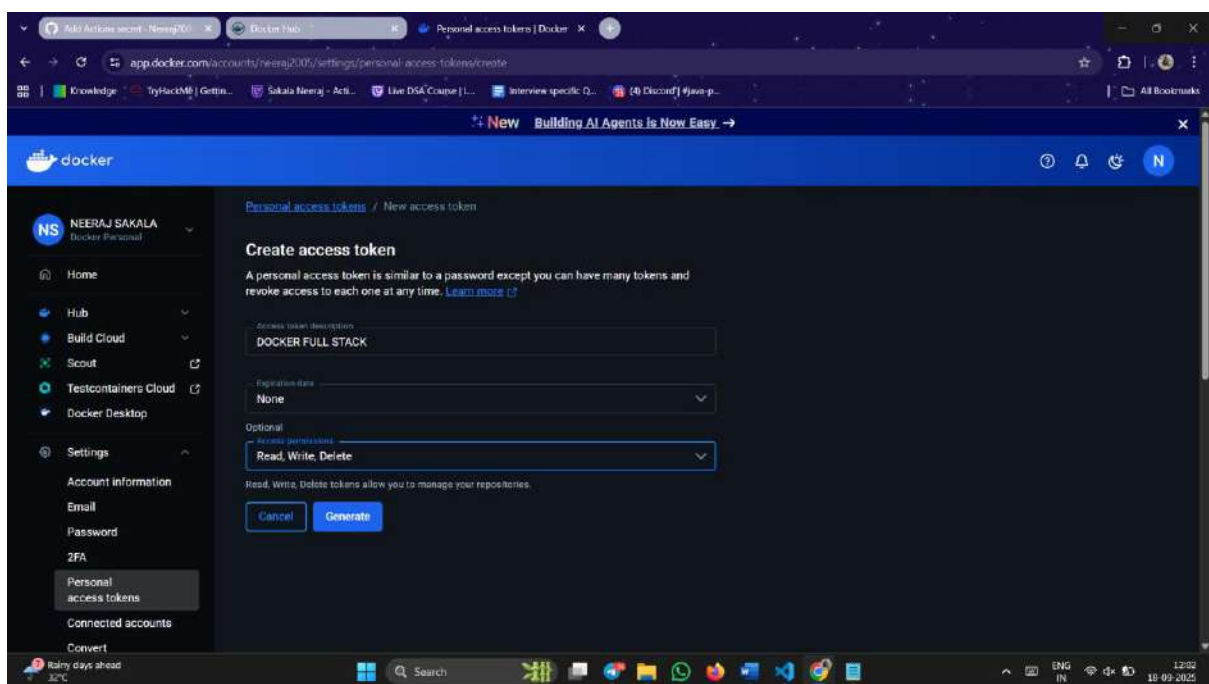 Add Actions secret · Neeraj200
Docker Hub
Personal access tokens | Docker
app.docker.com/accounts/neeraj2005/settings/personal-access-tokens/create
Knowledge
TryHackMe | Gettin...
Sakala Neeraj - Acti...
Live DSA Course | L...
Interview specific Q...
(4) Discord | #java-p...
All Bookmarks
New Building AI Agents is Now Easy →
docker
N
NS
NEERAJ SAKALA
Docker Personal
Home
Hub
Build Cloud
Scout
Testcontainers Cloud
Docker Desktop
Settings
Account information
Email
Password
2FA
Personal
access tokens
Connected accounts
Convert
Personal access tokens / New access token
Create access token
A personal access token is similar to a password except you can have many tokens and
revoke access to each one at any time. Learn more
Access token description
DOCKER FULL STACK
Expiration date
None
Optional
Access permissions
Read, Write, Delete
Read, Write, Delete tokens allow you to manage your repositories.
Cancel
Generate
Rainy days ahead
32°C
Search
ENG
IN
12:02
18-09-2025